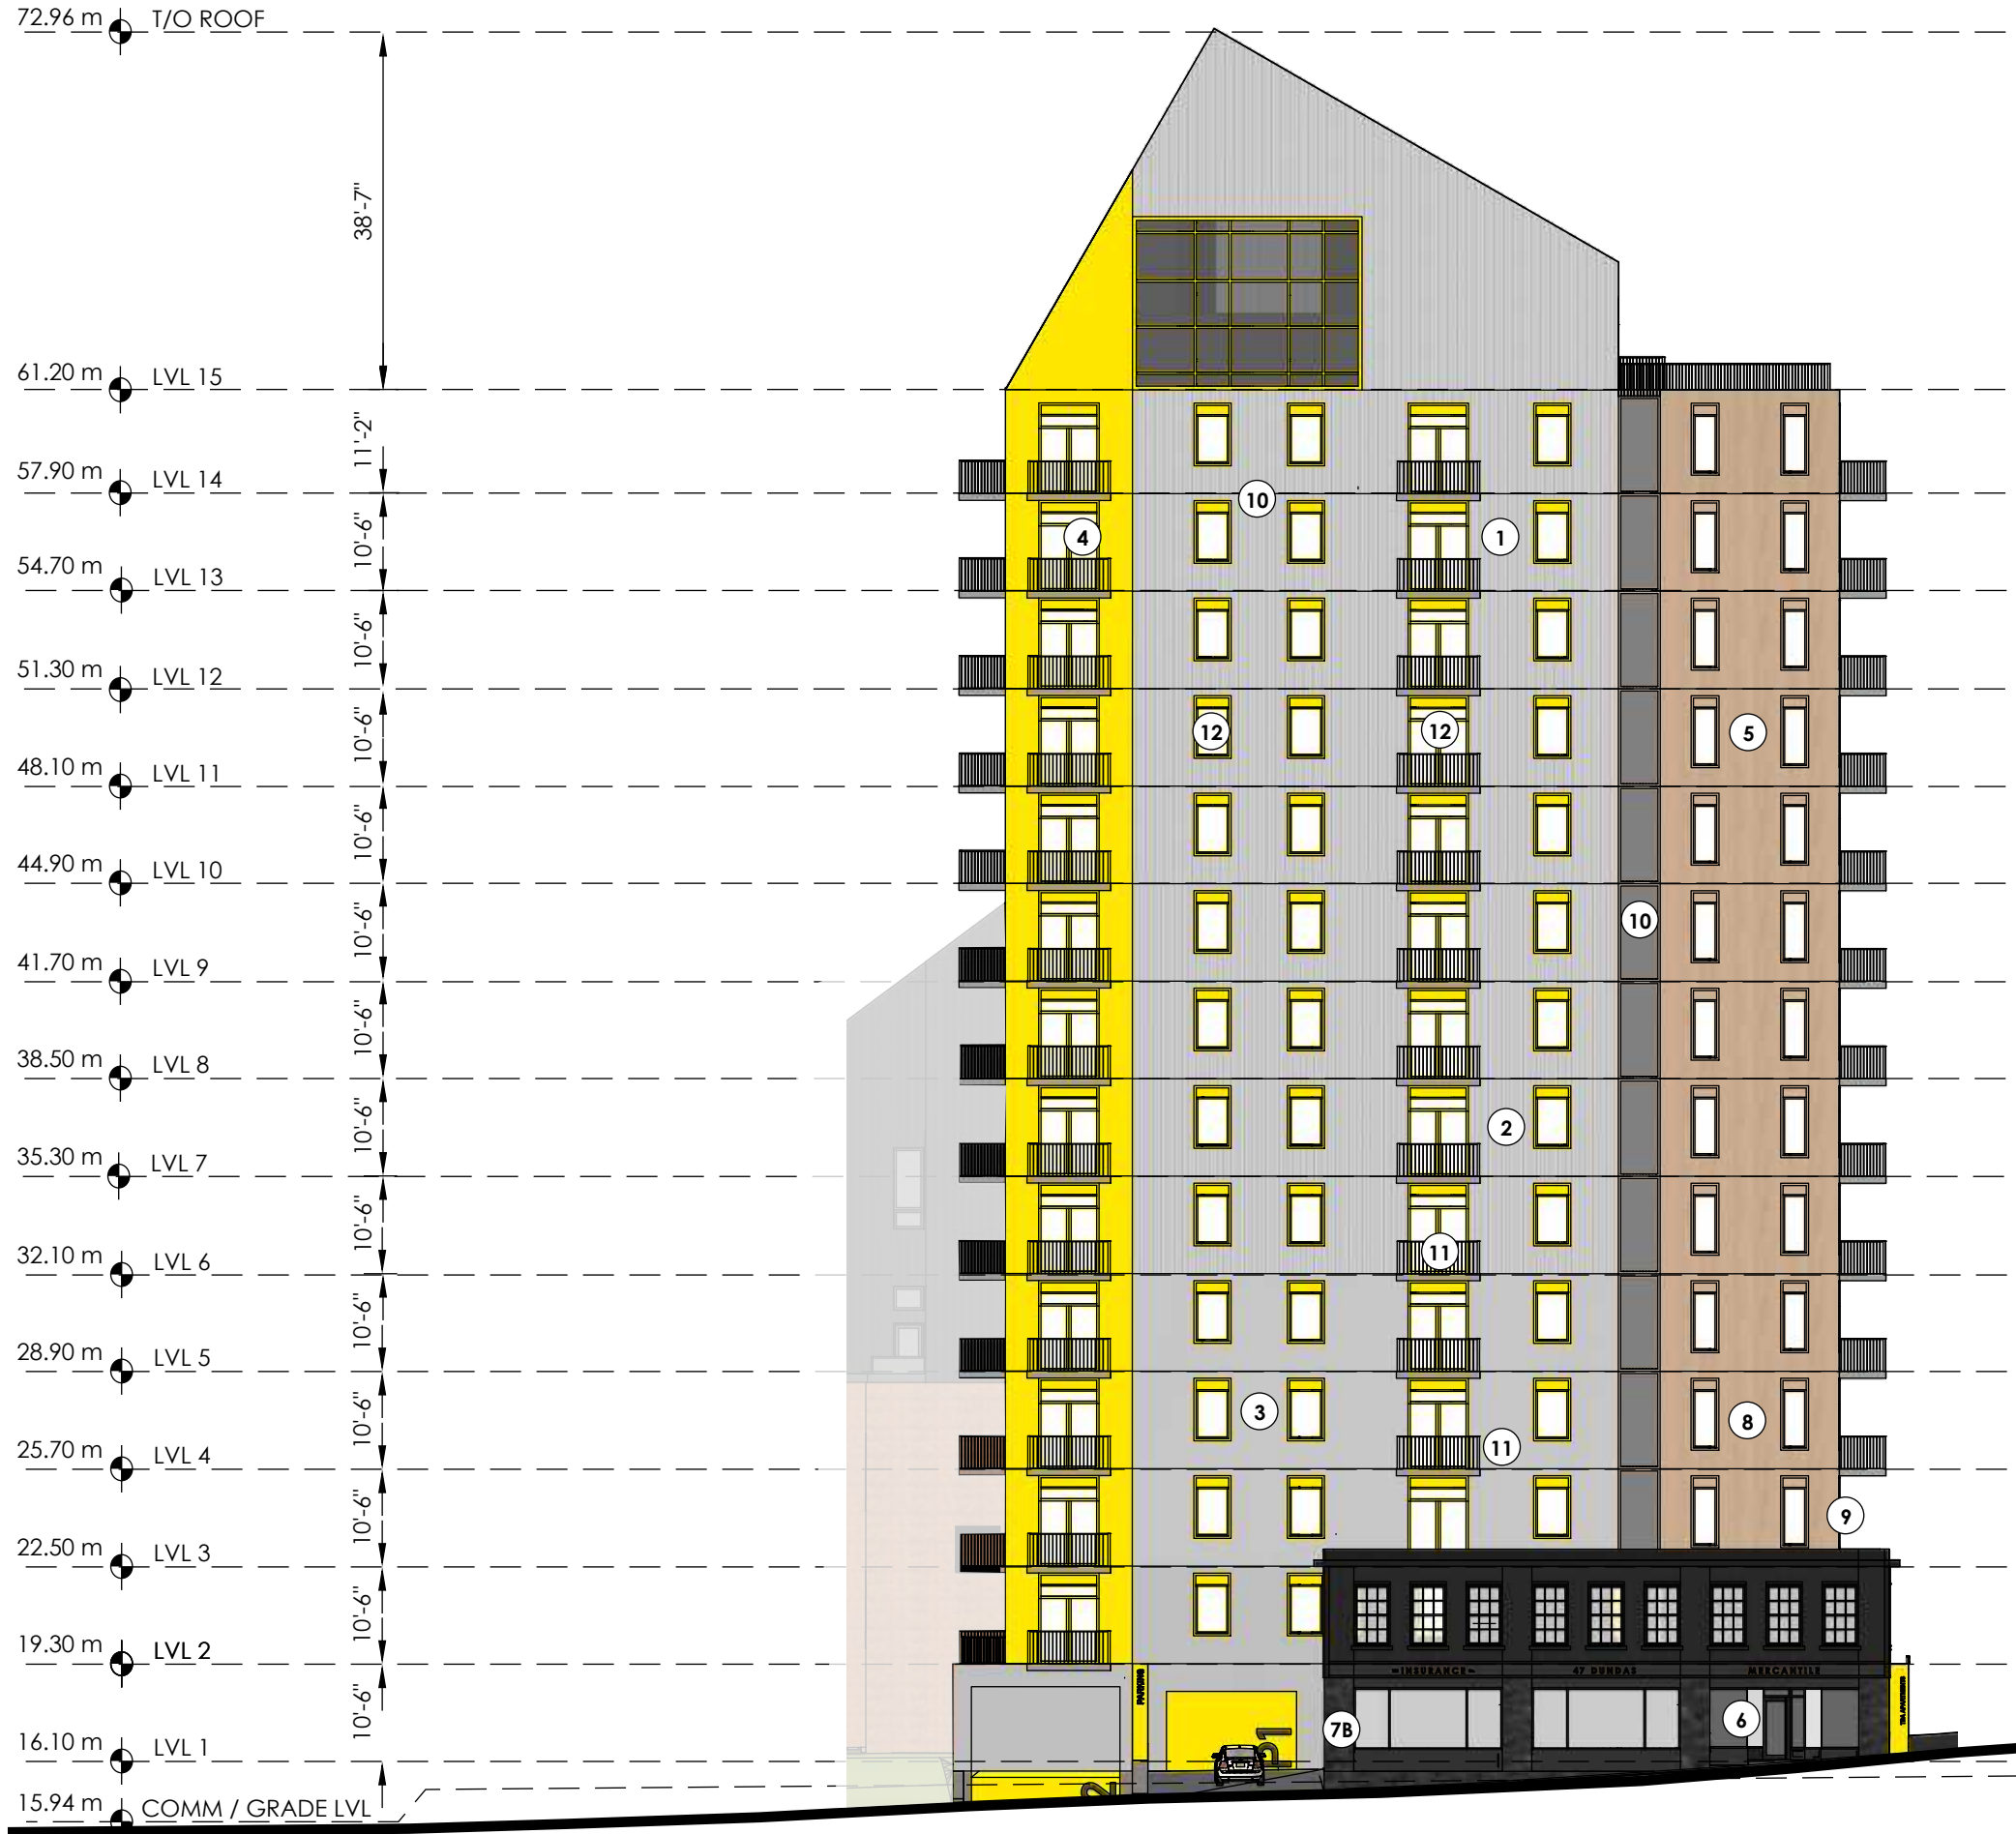 72.96 m T/O ROOF
38'-7"
61.20 m LVL 15
11'-2"
57.90 m LVL 14
10
4
1
10'-6"
54.70 m LVL 13
10'-6"
51.30 m LVL 12
12
12
5
10'-6"
48.10 m LVL 11
10'-6"
44.90 m LVL 10
10
10'-6"
41.70 m LVL 9
10'-6"
38.50 m LVL 8
2
10'-6"
35.30 m LVL 7
10'-6"
11
32.10 m LVL 6
10'-6"
28.90 m LVL 5
3
8
10'-6"
11
25.70 m LVL 4
10'-6"
9
22.50 m LVL 3
10'-6"
19.30 m LVL 2
INSURANCE
47 DUNDAS
MERCANTILE
PARKING
10'-6"
7B
6
16.10 m LVL 1
15.94 m COMM / GRADE LVL